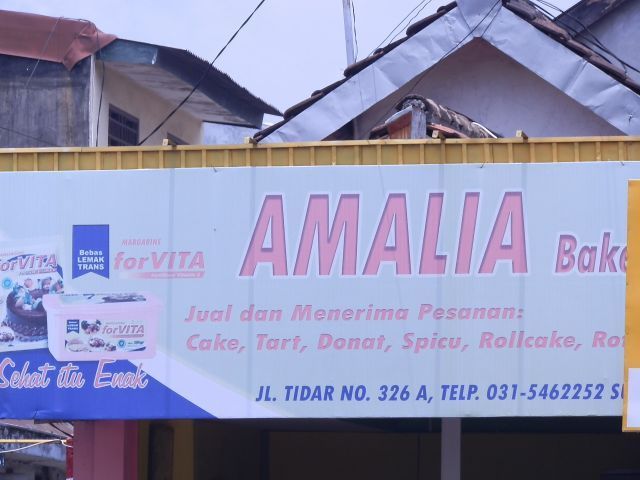 AMALIA Bake
Bebas
LEMAK
TRANS
MARGARINE
forVITA
forVITA
forVITA
Jual dan Menerima Pesanan:
Cake, Tart, Donat, Spicu, Rollcake, Rot
Sehat itu Enak
JL. TIDAR NO. 326 A, TELP. 031-5462252 SU